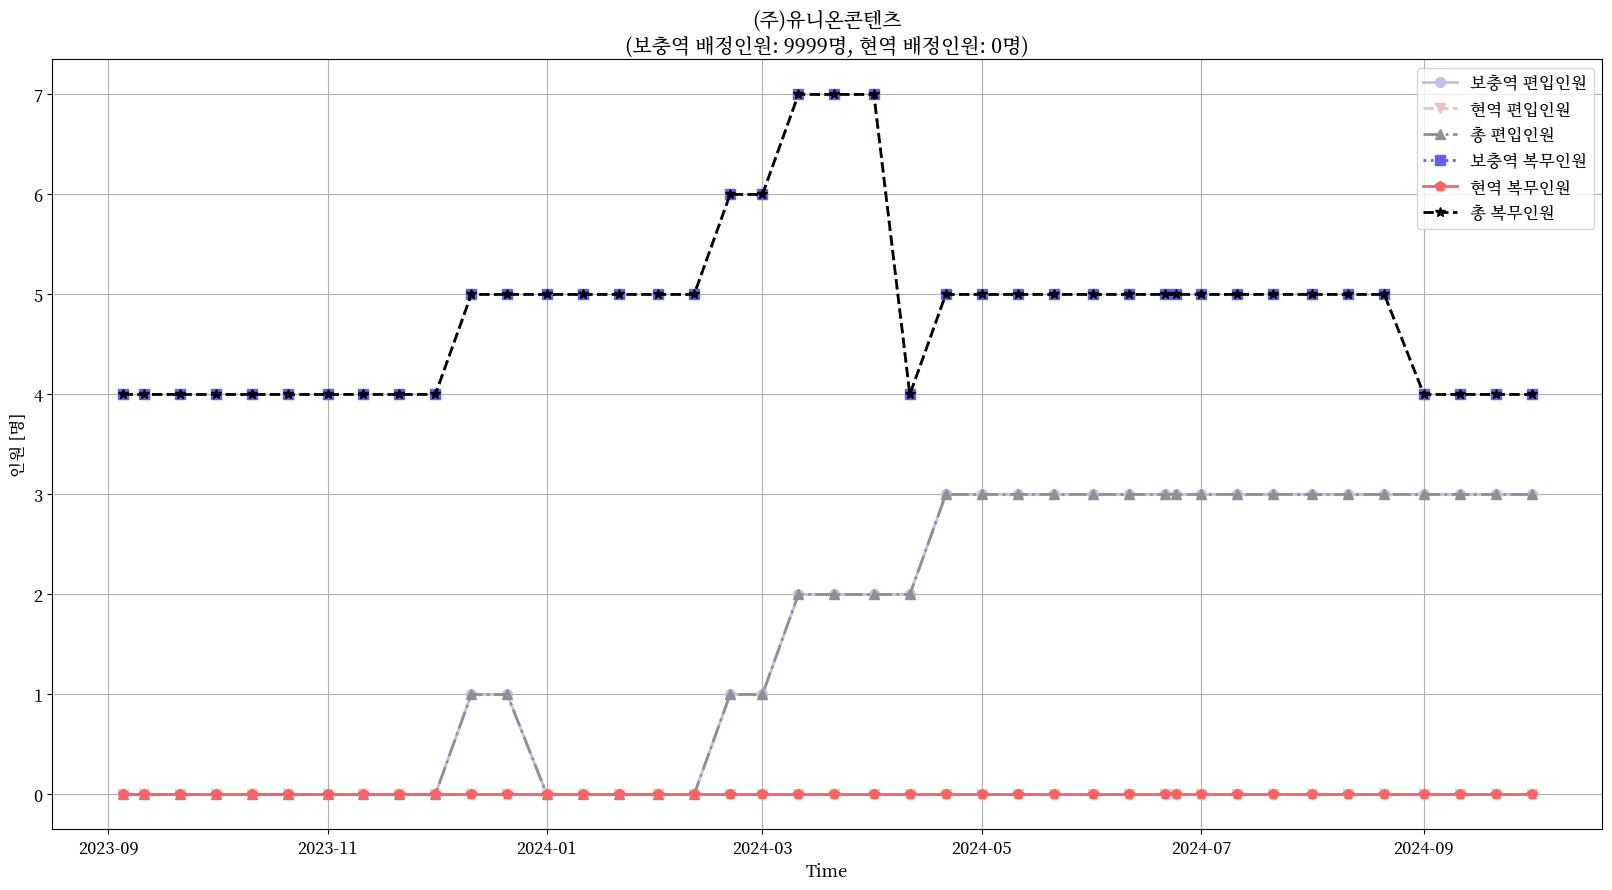 (주)유니온콘텐츠
(보충역 배정인원: 9999명, 현역 배정인원: 0명)
보충역 편입인원
현역 편입인원
총 편입인원
보충역 복무인원
현역 복무인원
총 복무인원
인원 [명]
7
6
5
4
3
2
1
0
2023-09
2023-11
2024-01
2024-03
2024-05
2024-07
2024-09
Time